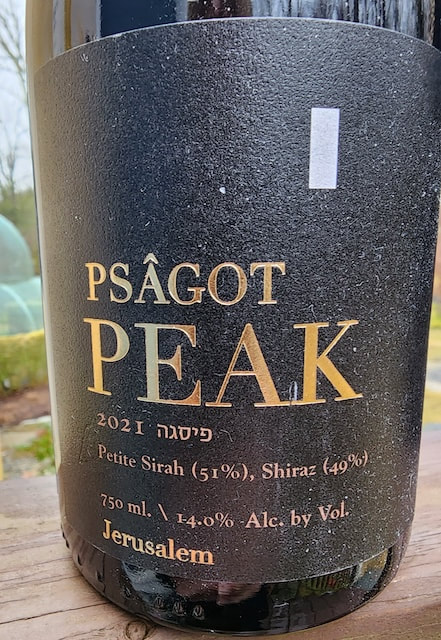 PSÂGOT
PEAK
2021 פיסגה
Petite Sirah (51%), Shiraz (49%)
750 ml. \ 14.0% Alc. by Vol.
Jerusalem